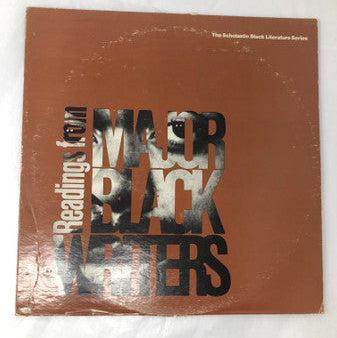 The Scholastic Black Literature Series
Readings from
MAJOR
BLACK
WRITERS